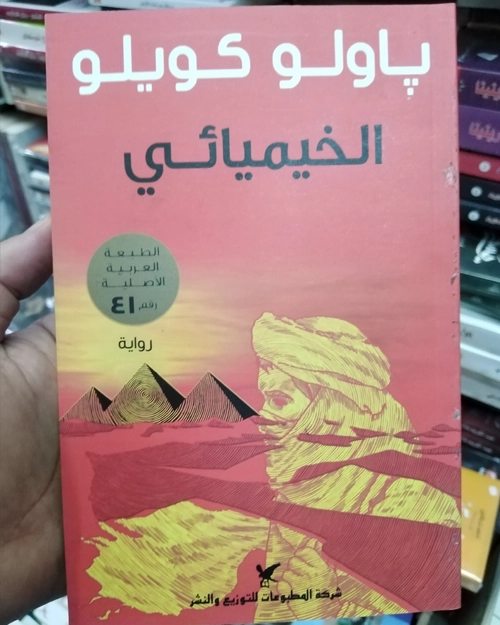 پاولو كويلو
الخيميائي
الطبعة
العربية
الأصلية
رقم ٤١
رواية
شركة المطبوعات للتوزيع والنشر